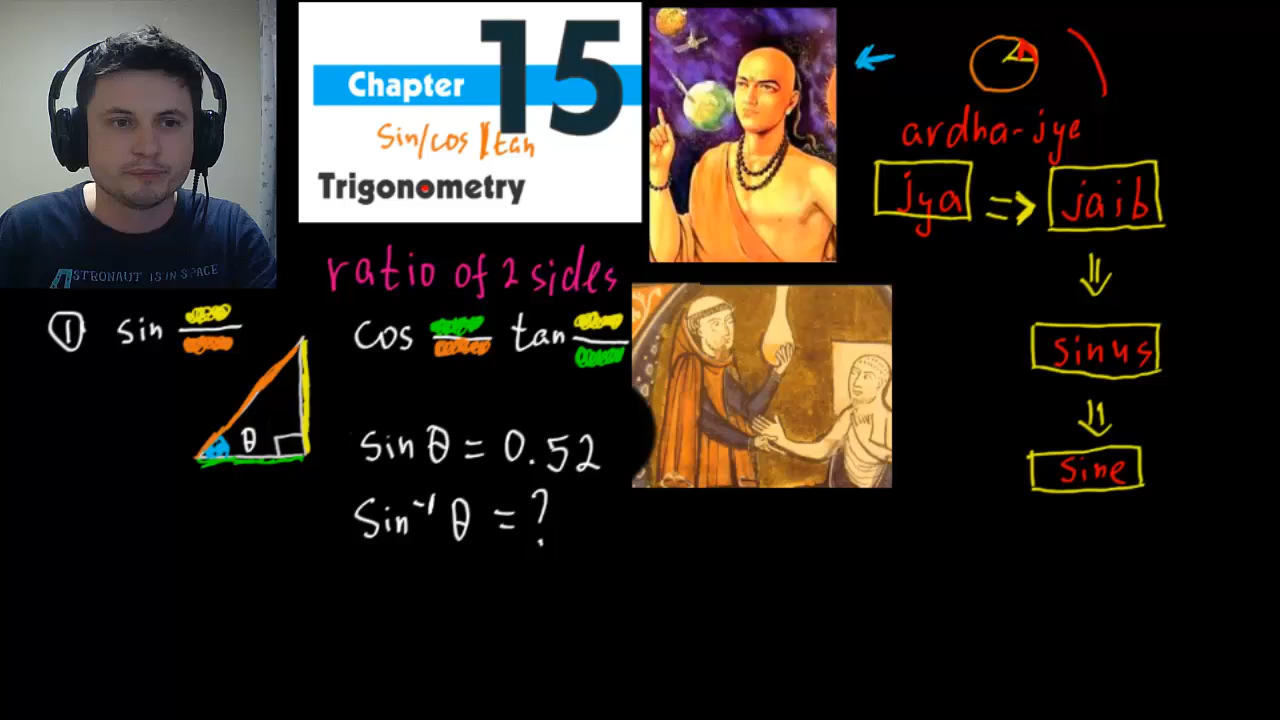 Chapter 15
sin/cos/tan
Trigonometry
ASTRONAUT IS IN SPACE
ratio of 2 sides
① sin cos tan
θ
sin θ = 0.52
sin⁻¹ θ = ?
ardha-jye
jya => jaib
sinus
sine